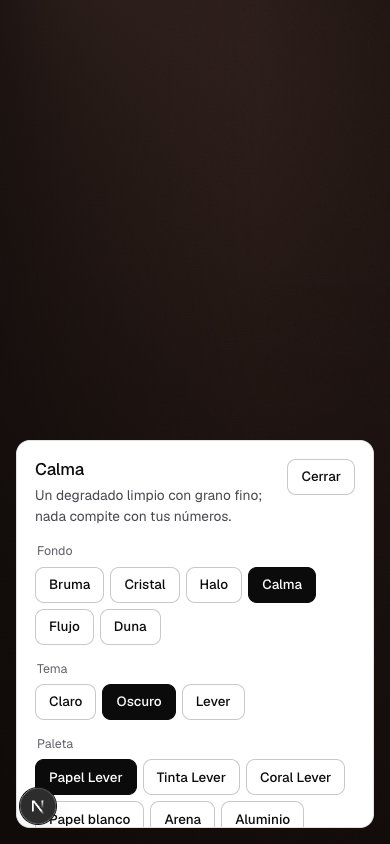 Calma
Cerrar
Un degradado limpio con grano fino;
nada compite con tus números.
Fondo
Bruma Cristal Halo Calma
Flujo Duna
Tema
Claro Oscuro Lever
Paleta
Papel Lever Tinta Lever Coral Lever
N Papel blanco Arena Aluminio